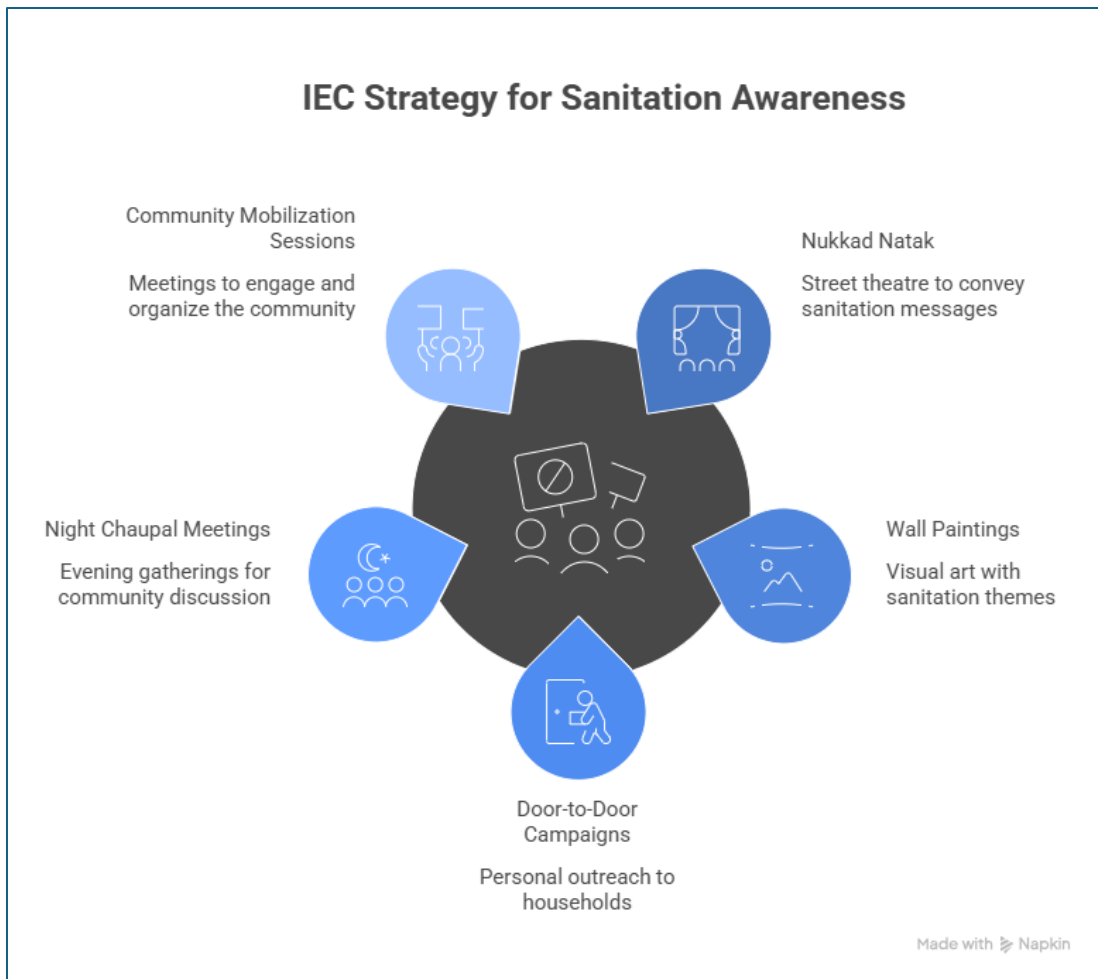 IEC Strategy for Sanitation Awareness
Community Mobilization
Sessions
Meetings to engage and
organize the community
Nukkad Natak
Street theatre to convey
sanitation messages
Night Chaupal Meetings
Evening gatherings for
community discussion
Wall Paintings
Visual art with
sanitation themes
Door-to-Door
Campaigns
Personal outreach to
households
Made with Napkin